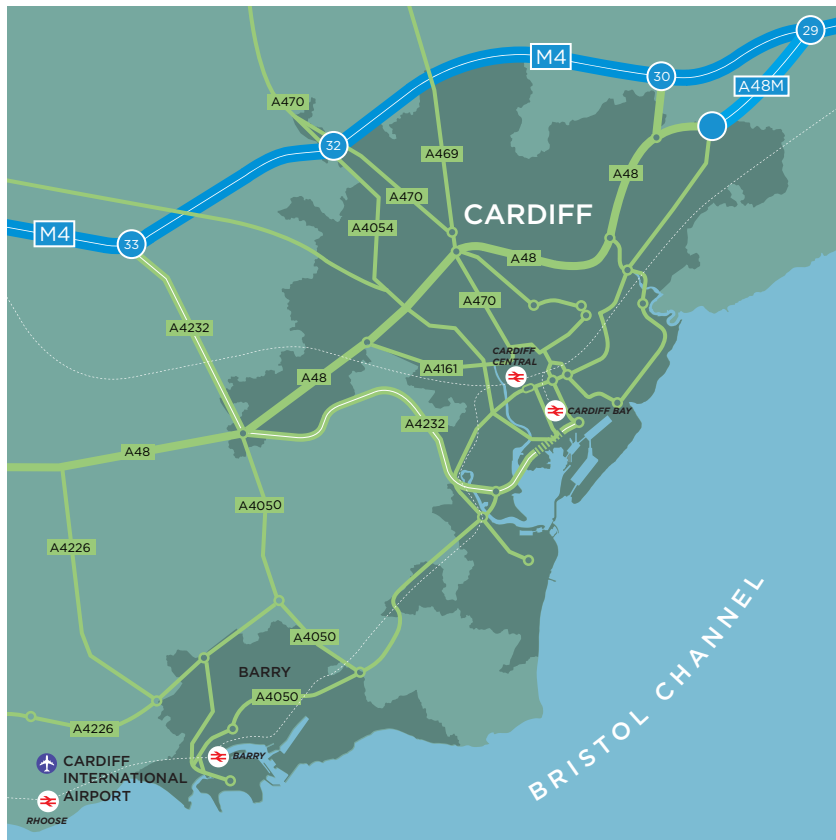 29
M4
30
A48M
A470
32
A469
A48
A470
CARDIFF
A4054
M4
33
A48
A470
A4232
CARDIFF
CENTRAL
A4161
A48
CARDIFF BAY
A4232
A48
A4050
A4226
BRISTOL CHANNEL
A4050
BARRY
A4050
A4226
BARRY
CARDIFF
INTERNATIONAL
AIRPORT
RHOOSE